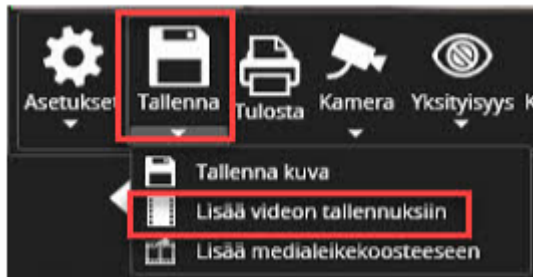 Asetukset Tallenna Tulosta Kamera Yksityisyys K
Tallenna kuva
Lisää videon tallennuksiin
Lisää medialeikekoosteeseen